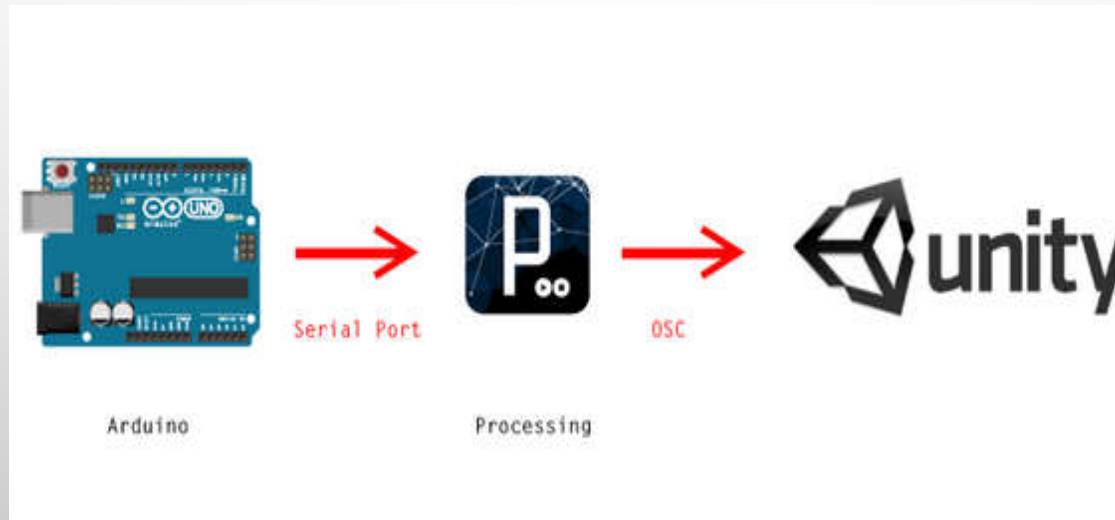 UNO
unity
Serial Port
OSC
Arduino
Processing